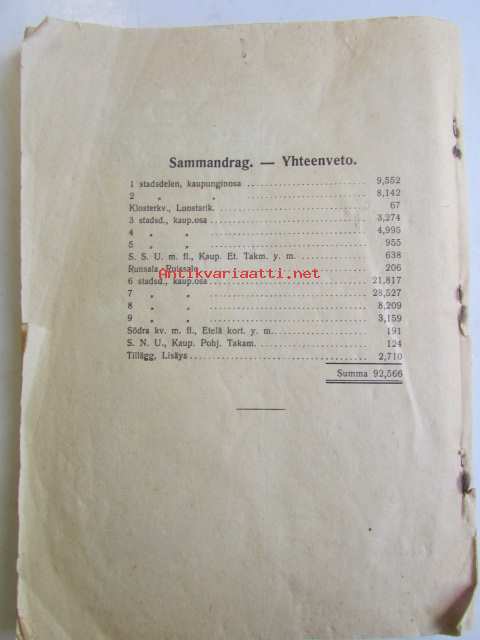 Sammandrag. — Yhteenveto.
1 stadsdelen, kaupunginosa 9,552
2 „ „ 8,142
Klosterkv., Luostarik. 67
3 stadsd., kaup.osa 3,274
4 „ „ 4,995
5 „ „ 955
S. S. U. m. fl., Kaup. Et. Takm. y. m. 638
Runsala, Ruissalo 206
Antikvariaatti.net
6 stadsd., kaup.osa 21,817
7 „ „ 28,527
8 „ „ 8,209
9 „ „ 3,159
Södra kv. m. fl., Etelä kort. y. m. 191
S. N. U., Kaup. Pohj. Takam. 124
Tillägg, Lisäys 2,710
Summa 92,566